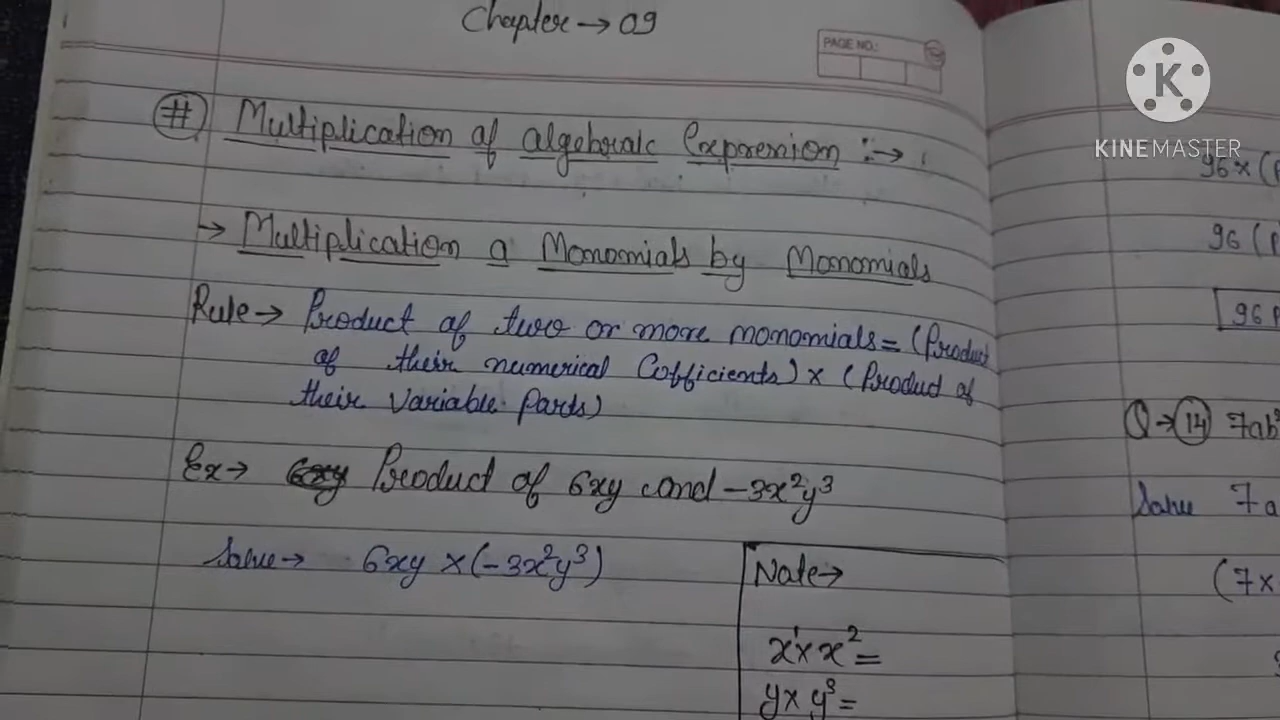 Chapter → 09
PAGE NO.:
K
KINEMASTER
# Multiplication of algebraic Expression :→
→ Multiplication a Monomials by Monomials
Rule → Product of two or more monomials = (Product
of their numerical Cofficients) × (Product of
their variable Parts)
Ex → 6xy Product of 6xy and -3x²y³
Solve → 6xy × (-3x²y³)
Note →
x¹ × x² =
y × y³ =
96 × (
96 (
96
Q → 14 7ab
Solve 7a
(7×